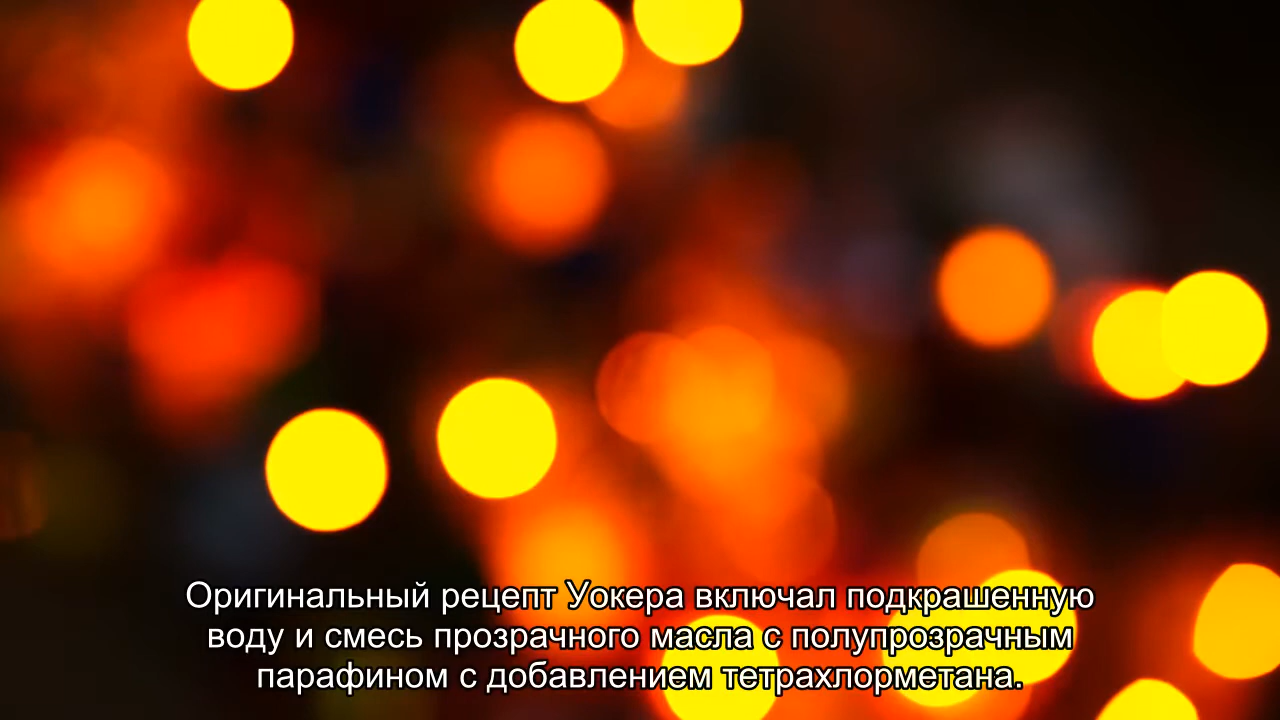 Оригинальный рецепт Уокера включал подкрашенную
воду и смесь прозрачного масла с полупрозрачным
парафином с добавлением тетрахлорметана.